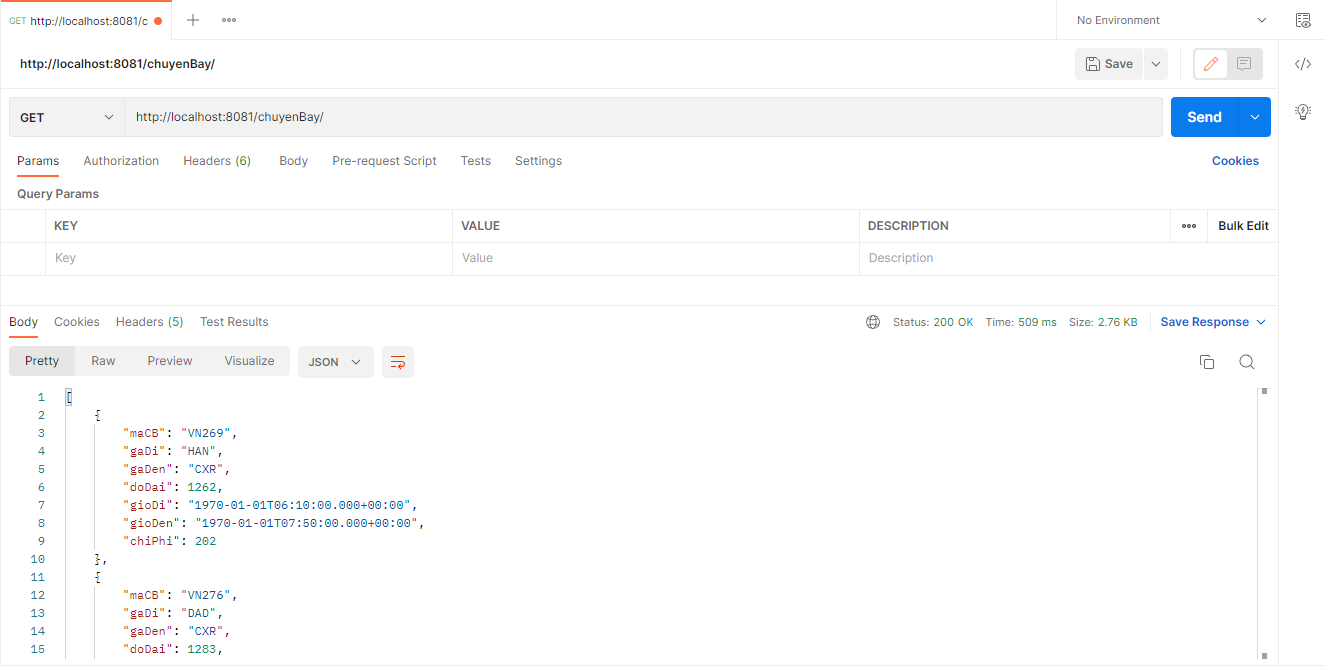 GET http://localhost:8081/c
No Environment
http://localhost:8081/chuyenBay/
Save
GET
http://localhost:8081/chuyenBay/
Send
Params Authorization Headers (6) Body Pre-request Script Tests Settings Cookies
Query Params
KEY VALUE DESCRIPTION Bulk Edit
Key Value Description
Body Cookies Headers (5) Test Results Status: 200 OK Time: 509 ms Size: 2.76 KB Save Response
Pretty Raw Preview Visualize JSON
1 [
2 {
3 "maCB": "VN269",
4 "gaDi": "HAN",
5 "gaDen": "CXR",
6 "doDai": 1262,
7 "gioDi": "1970-01-01T06:10:00.000+00:00",
8 "gioDen": "1970-01-01T07:50:00.000+00:00",
9 "chiPhi": 202
10 },
11 {
12 "maCB": "VN276",
13 "gaDi": "DAD",
14 "gaDen": "CXR",
15 "doDai": 1283,